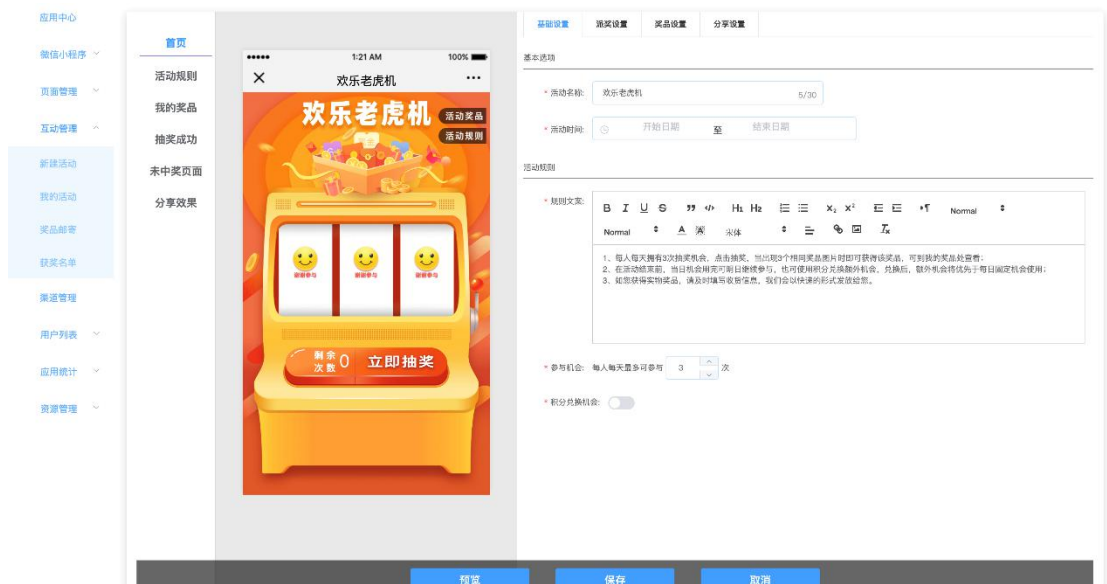 应用中心
微信小程序
页面管理
互动管理
新建活动
我的活动
奖品邮寄
获奖名单
渠道管理
用户列表
应用统计
资源管理
首页
活动规则
我的奖品
抽奖成功
未中奖页面
分享效果
1:21 AM
100%
欢乐老虎机
欢乐老虎机
活动奖品
活动规则
谢谢参与
谢谢参与
谢谢参与
剩余次数 0
立即抽奖
基础设置 派奖设置 奖品设置 分享设置
基本选项
* 活动名称: 欢乐老虎机 5/30
* 活动时间: 开始日期 至 结束日期
活动规则
* 规则文案:
B I U S H1 H2 X2 X2 Normal
Normal A 宋体 Tx
1、每人每天拥有3次抽奖机会，点击抽奖，当出现3个相同奖品图片时即可获得该奖品，可到我的奖品处查看；
2、在活动结束前，当日机会用完可明日继续参与，也可使用积分兑换额外机会，兑换后，额外机会将优先于每日固定机会使用；
3、如您获得实物奖品，请及时填写收货信息，我们会以快递的形式发放给您。
* 参与机会: 每人每天最多可参与 3 次
* 积分兑换机会:
预览 保存 取消